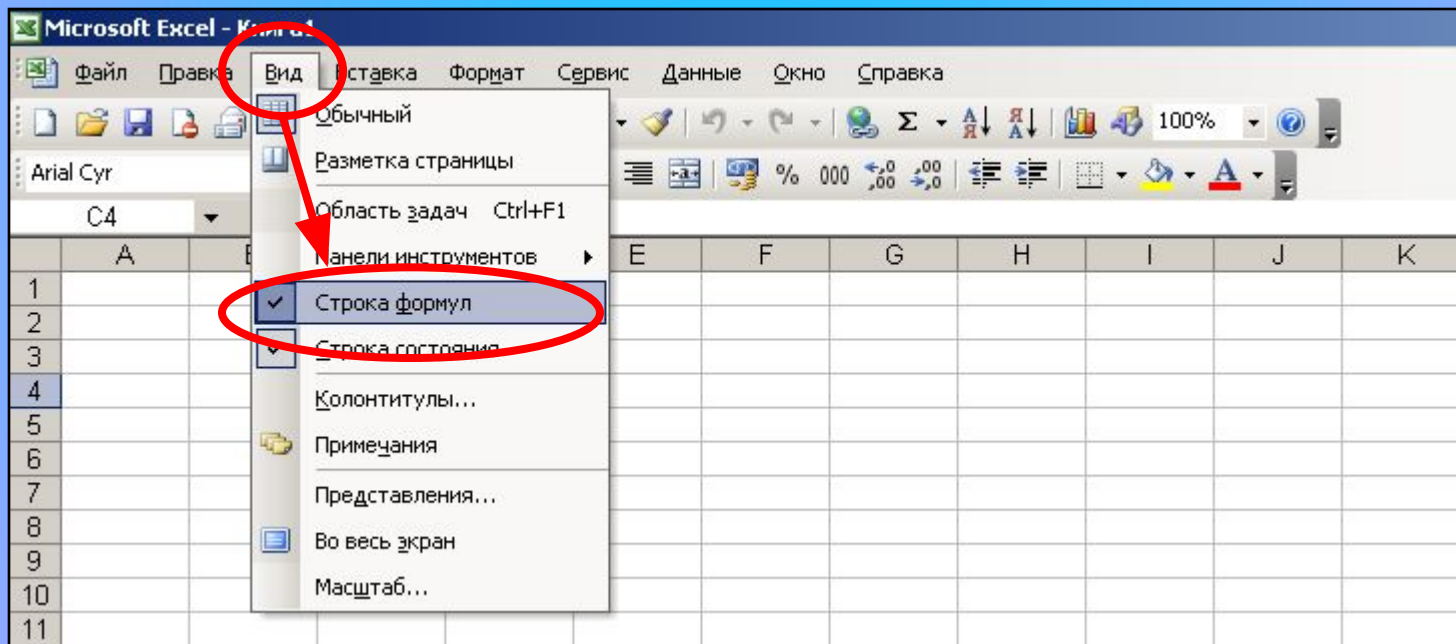 Microsoft Excel - Книга1
Файл Правка Вид Вставка Формат Сервис Данные Окно Справка
100%
Arial Cyr % 000
C4
A E F G H I J K
1
2
3
4
5
6
7
8
9
10
11
Обычный
Разметка страницы
Область задач Ctrl+F1
Панели инструментов
Строка формул
Строка состояния
Колонтитулы...
Примечания
Представления...
Во весь экран
Масштаб...